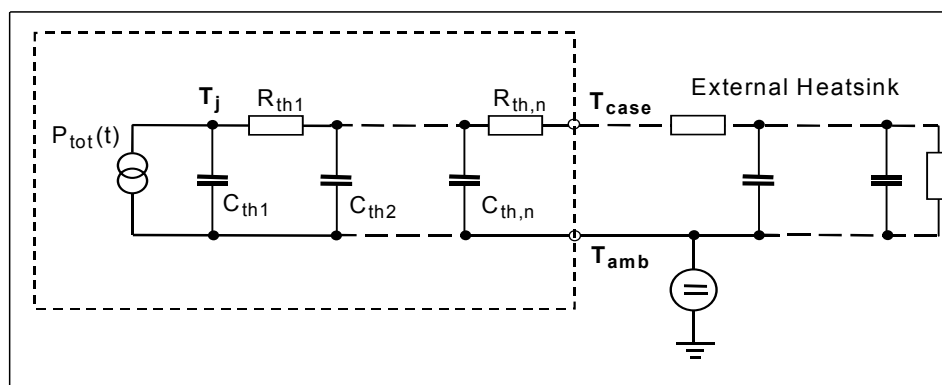 External Heatsink
Tj
Rth1
Rth,n
Tcase
Ptot(t)
Cth1
Cth2
Cth,n
Tamb